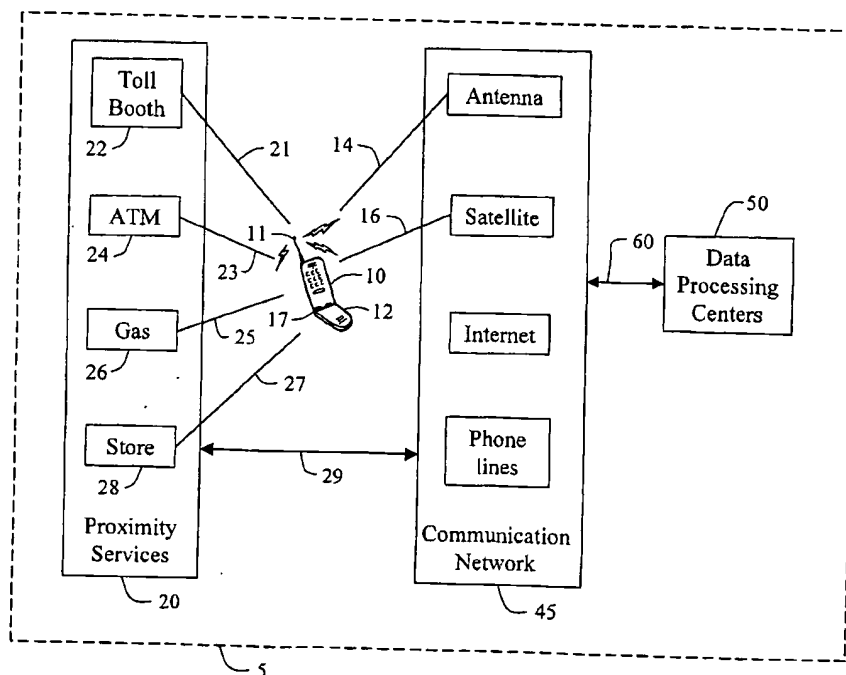 Toll
Booth
22
21
14
Antenna
ATM
24
23
11
16
Satellite
10
12
17
50
60
Data
Processing
Centers
Gas
26
25
Internet
27
Store
28
29
Phone
lines
Proximity
Services
20
Communication
Network
45
5